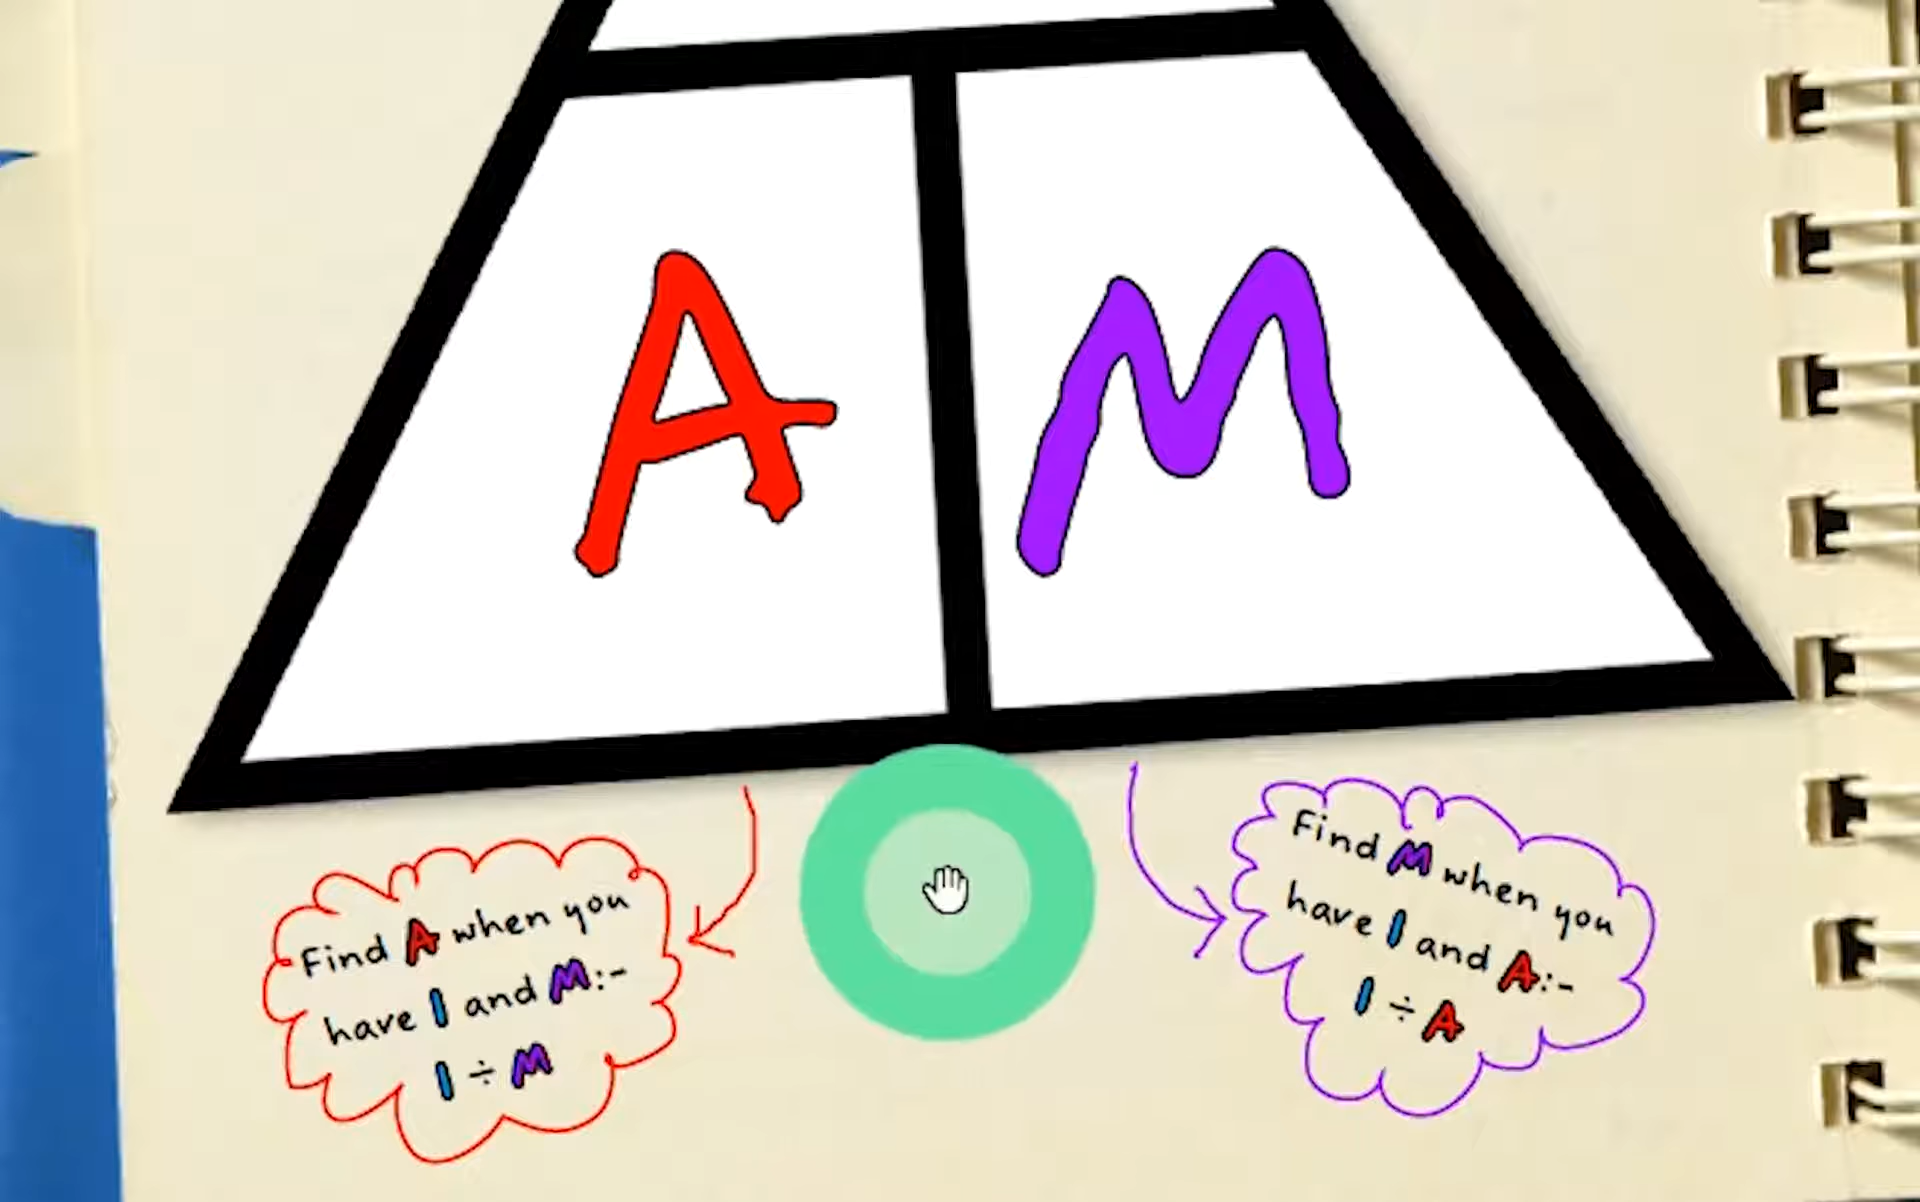 A
M
Find A when you
have I and M:-
I ÷ M
Find M when you
have I and A:-
I ÷ A